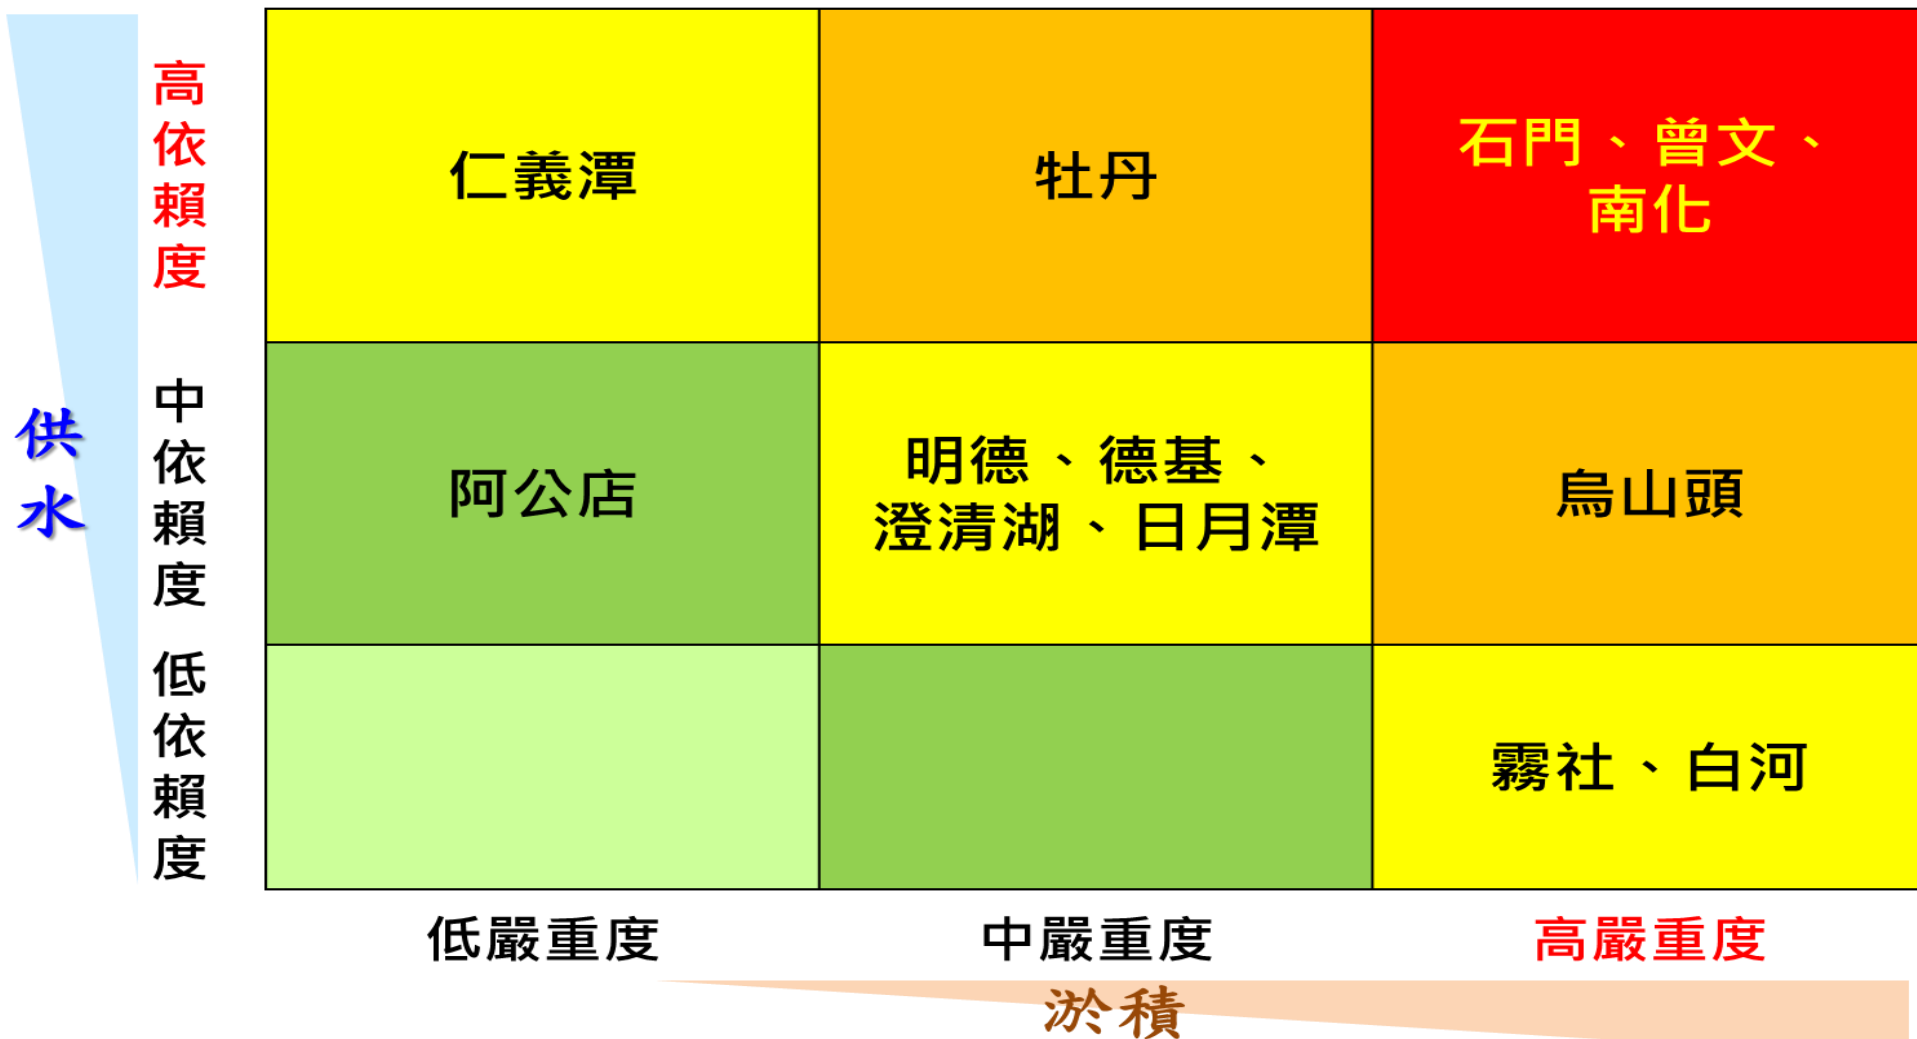 供水
高依賴度
仁義潭
牡丹
石門、曾文、
南化
中依賴度
阿公店
明德、德基、
澄清湖、日月潭
烏山頭
低依賴度
霧社、白河
低嚴重度
中嚴重度
高嚴重度
淤積